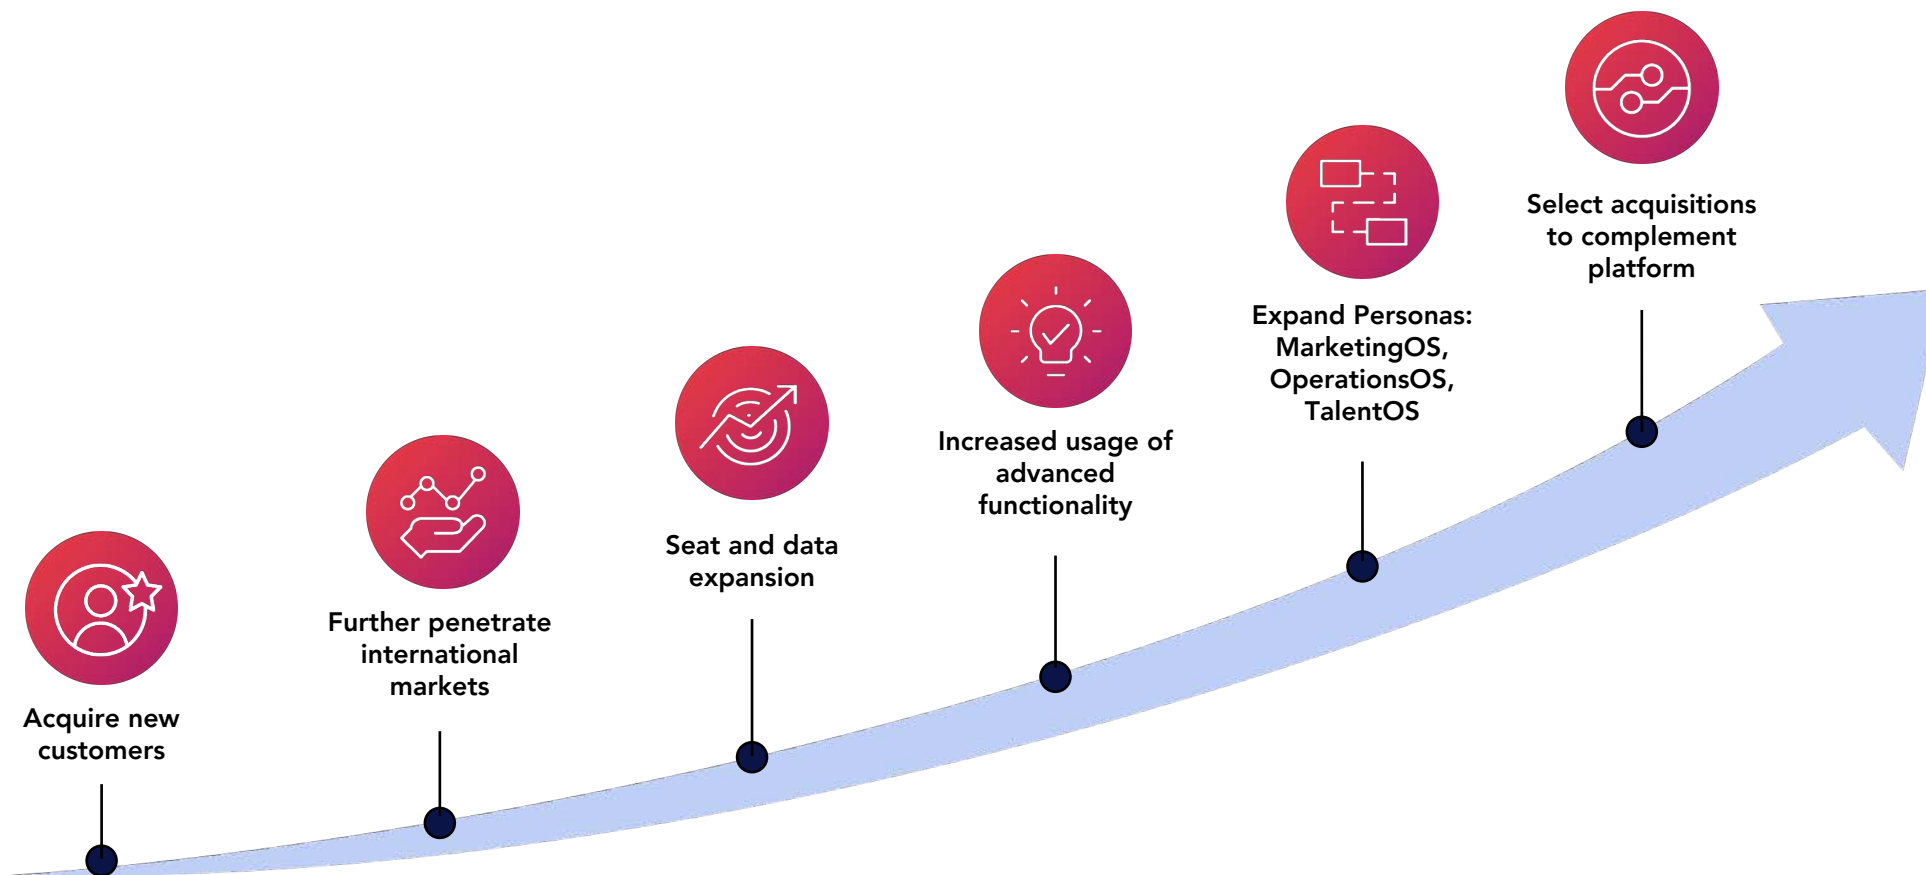 Acquire new
customers
Further penetrate
international
markets
Seat and data
expansion
Increased usage of
advanced
functionality
Expand Personas:
MarketingOS,
OperationsOS,
TalentOS
Select acquisitions
to complement
platform